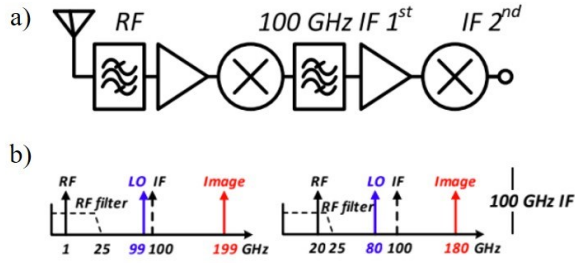 a)
RF 100 GHz IF 1st IF 2nd
b)
RF LO IF Image RF LO IF Image
RF filter RF filter 100 GHz IF
1 25 99 100 199 GHz 20 25 80 100 180 GHz